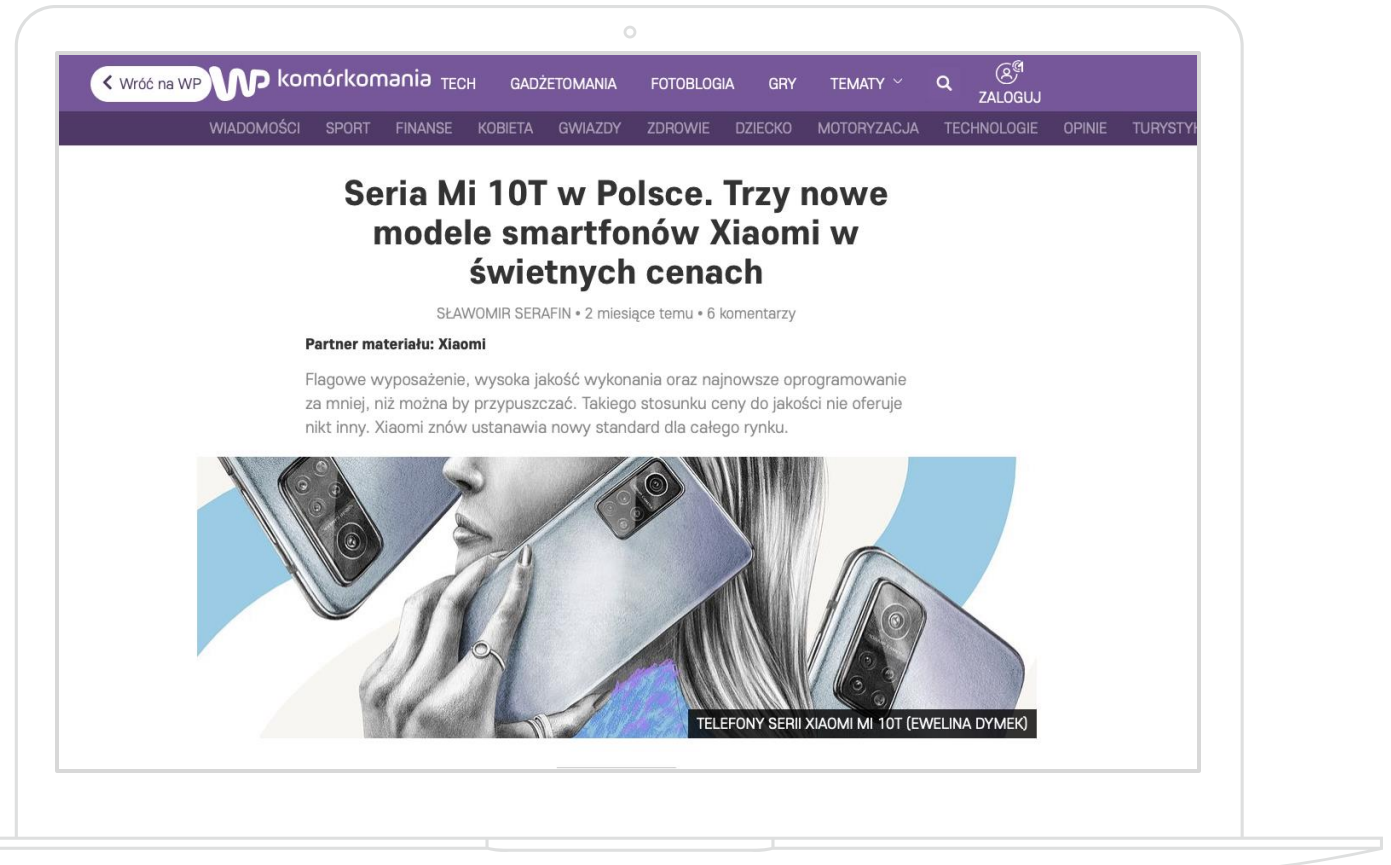 Wróć na WP
WP komórkomania TECH GADŻETOMANIA FOTOBLOGIA GRY TEMATY ZALOGUJ
WIADOMOŚCI SPORT FINANSE KOBIETA GWIAZDY ZDROWIE DZIECKO MOTORYZACJA TECHNOLOGIE OPINIE TURYSTY
Seria Mi 10T w Polsce. Trzy nowe
modele smartfonów Xiaomi w
świetnych cenach
SŁAWOMIR SERAFIN • 2 miesiące temu • 6 komentarzy
Partner materiału: Xiaomi
Flagowe wyposażenie, wysoka jakość wykonania oraz najnowsze oprogramowanie
za mniej, niż można by przypuszczać. Takiego stosunku ceny do jakości nie oferuje
nikt inny. Xiaomi znów ustanawia nowy standard dla całego rynku.
TELEFONY SERII XIAOMI MI 10T (EWELINA DYMEK)